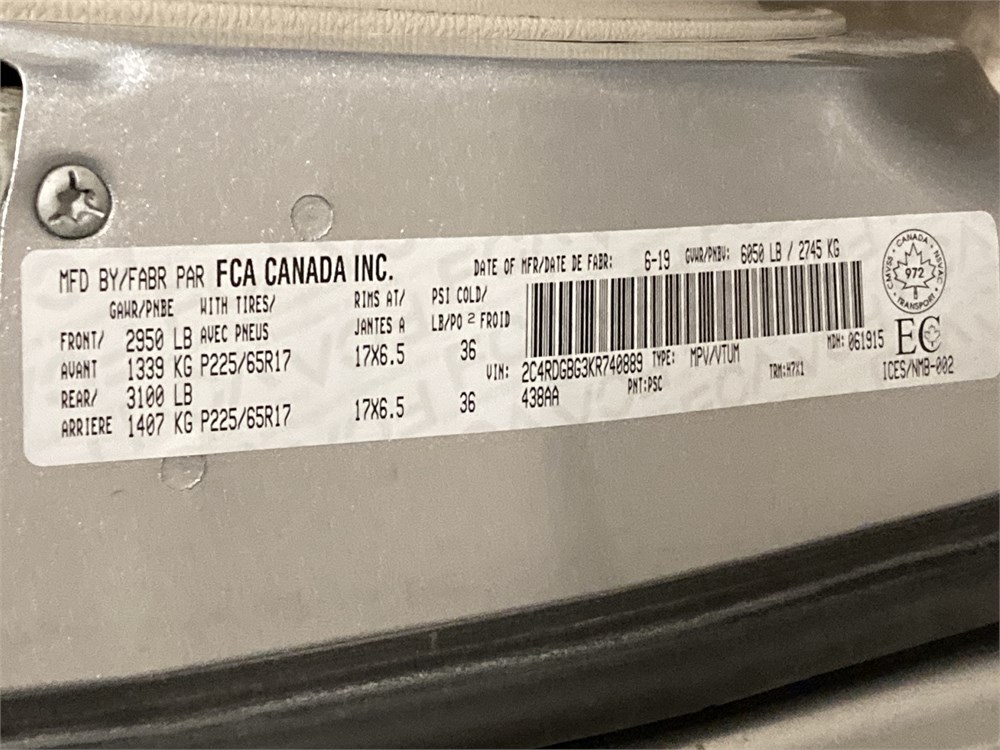 MFD BY/FABR PAR FCA CANADA INC. DATE OF MFR/DATE DE FABR: 6-19 GVWR/PNBV: 6050 LB / 2745 KG
GAWR/PNBE WITH TIRES/ RIMS AT/ PSI COLD/
FRONT/ 2950 LB AVEC PNEUS JANTES A LB/PO 2 FROID
AVANT 1339 KG P225/65R17 17X6.5 36
REAR/ 3100 LB
ARRIERE 1407 KG P225/65R17 17X6.5 36
VIN: 2C4RDGBG3KR740889 TYPE: MPV/VTUM MDH: 061915
438AA PNT:PSC TRM:H7X1
CANADA
CMVSS · NSVAC
972
TRANSPORT
EC
ICES/NMB-002